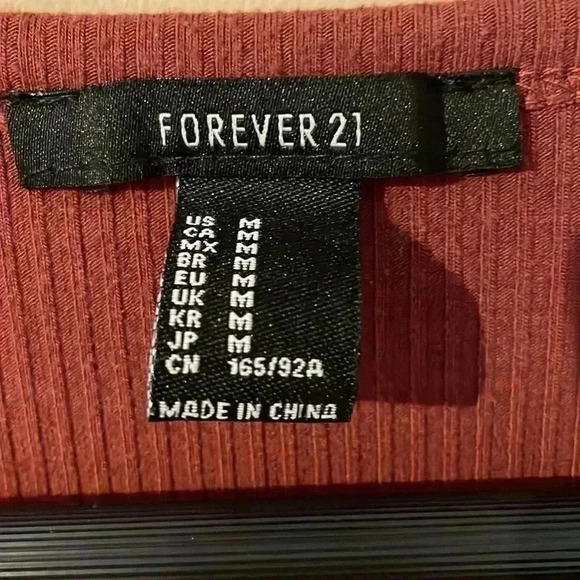 FOREVER 21
US M
CA M
MX M
BR M
EU M
UK M
KR M
JP M
CN 165/92A
MADE IN CHINA